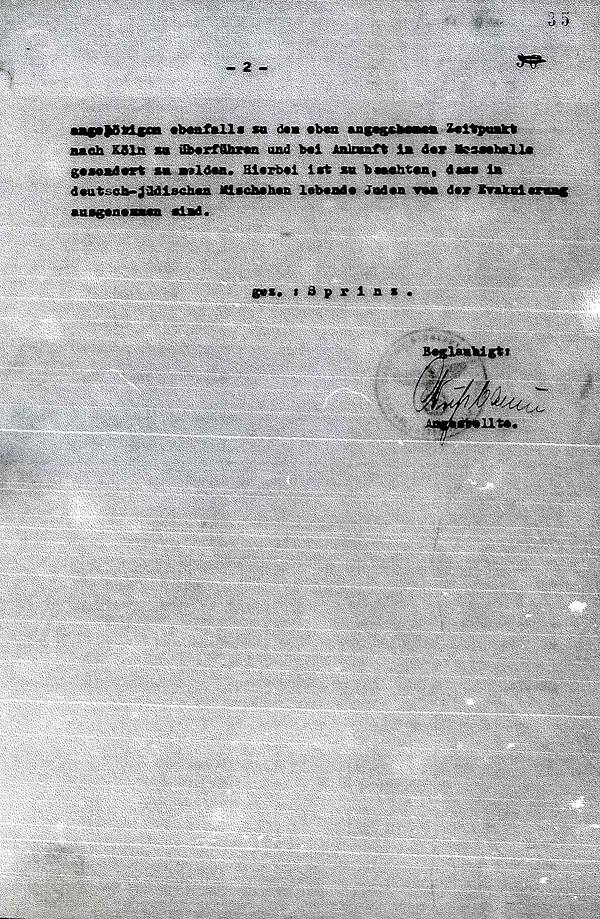 35
- 2 -
angehörigen ebenfalls zu dem oben angegebenen Zeitpunkt
nach Köln zu überführen und bei Ankunft in der Messehalle
gesondert zu melden. Hierbei ist zu beachten, dass in
deutsch-jüdischen Mischehen lebende Juden von der Evakuierung
ausgenommen sind.
gez. : S p r i n z .
Beglaubigt:
Angestellte.